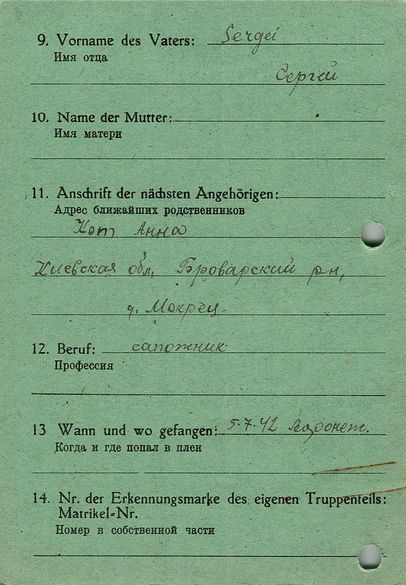 9. Vorname des Vaters: Sergei
Имя отца
Сергей
10. Name der Mutter:
Имя матери
11. Anschrift der nächsten Angehörigen:
Адрес ближайших родственников
Кот Анна
Киевская обл, Броварский рн,
д. Мокрец.
12. Beruf: сапожник
Профессия
13 Wann und wo gefangen: 5.7.42 Воронеж.
Когда и где попал в плен
14. Nr. der Erkennungsmarke des eigenen Truppenteils:
Matrikel-Nr.
Номер в собственной части